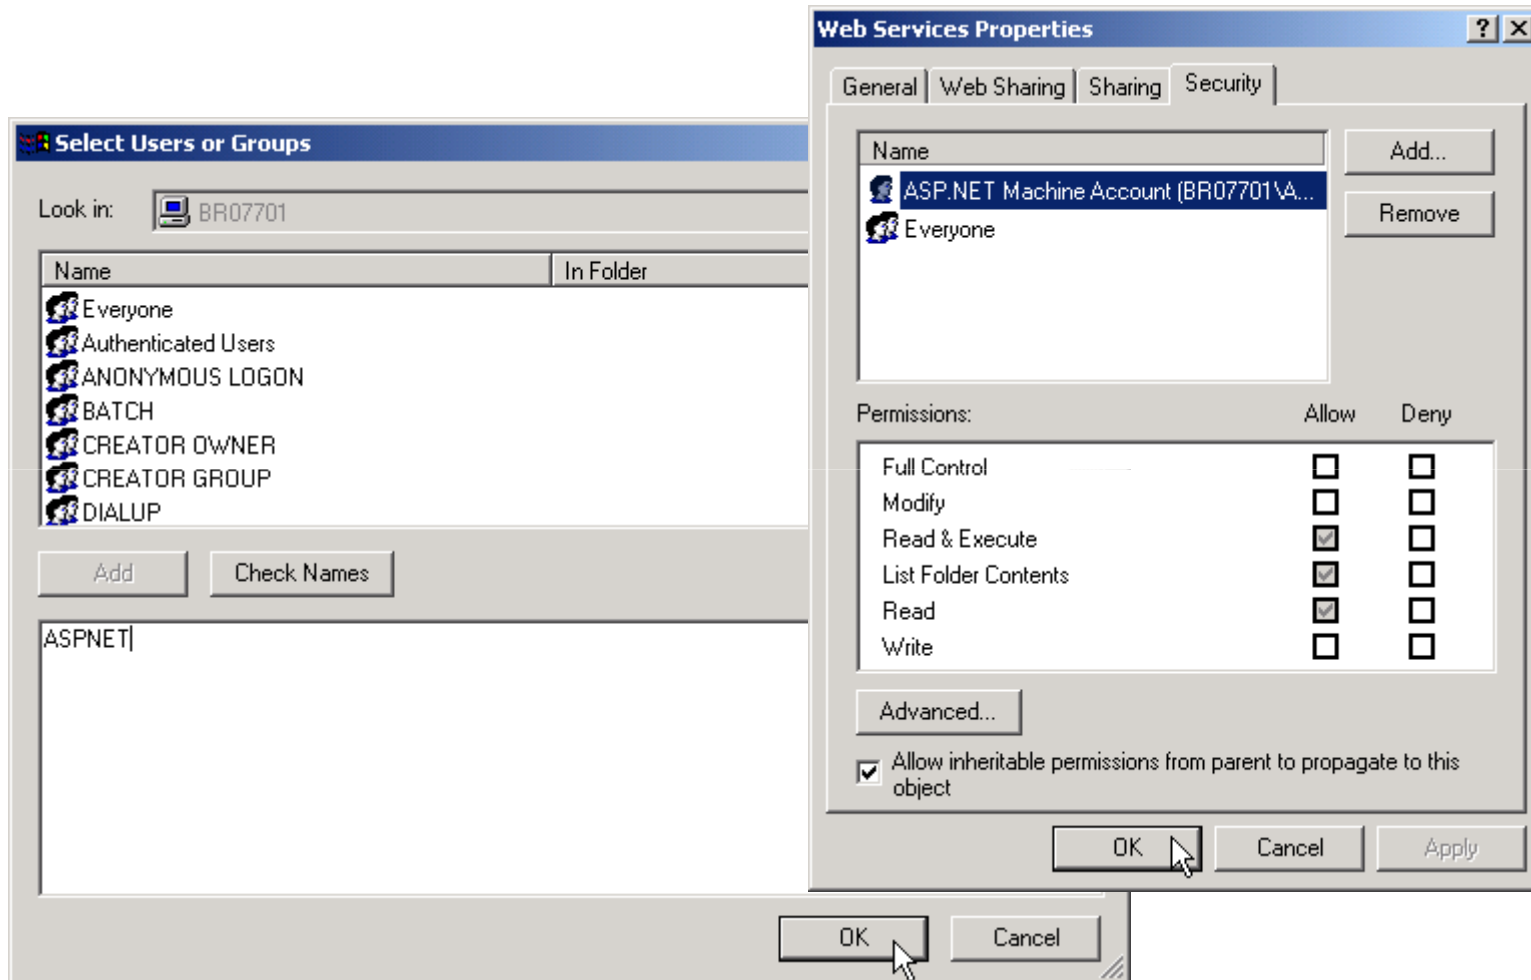 Select Users or Groups
Look in: BR07701
Name In Folder
Everyone
Authenticated Users
ANONYMOUS LOGON
BATCH
CREATOR OWNER
CREATOR GROUP
DIALUP
Add Check Names
ASPNET
OK Cancel
Web Services Properties
General Web Sharing Sharing Security
Name
Add...
ASP.NET Machine Account (BR07701\A...
Remove
Everyone
Permissions: Allow Deny
Full Control
Modify
Read & Execute
List Folder Contents
Read
Write
Advanced...
Allow inheritable permissions from parent to propagate to this
object
OK Cancel Apply